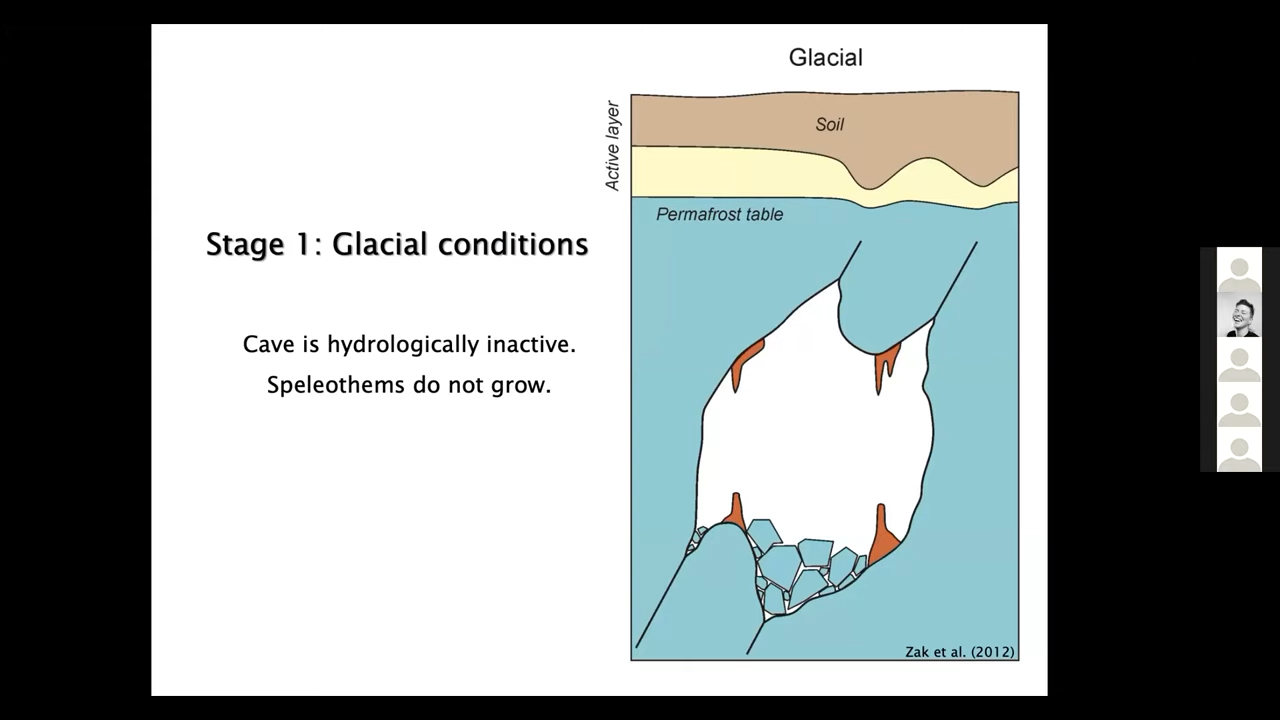 Glacial
Active layer
Soil
Permafrost table
Stage 1: Glacial conditions
Cave is hydrologically inactive.
Speleothems do not grow.
Zak et al. (2012)